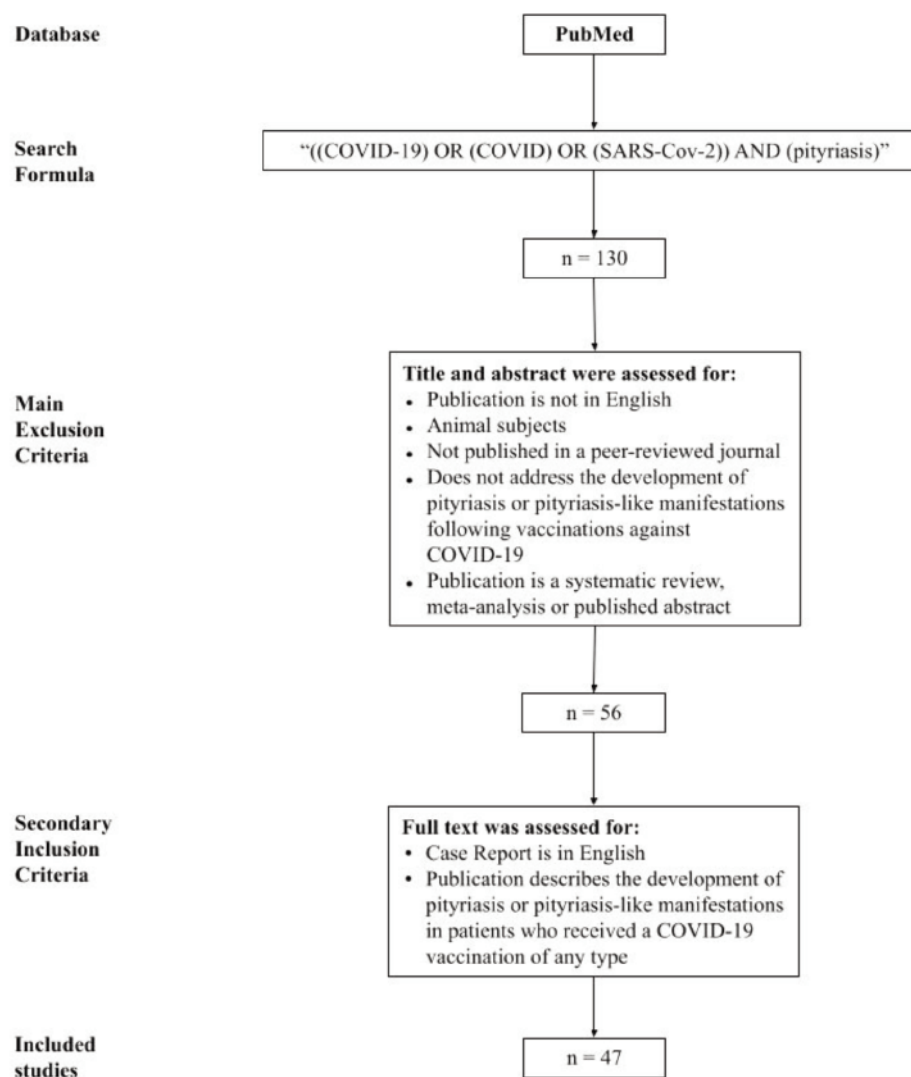 Database
PubMed
Search
Formula
“((COVID-19) OR (COVID) OR (SARS-Cov-2)) AND (pityriasis)”
n = 130
Main
Exclusion
Criteria
Title and abstract were assessed for:
• Publication is not in English
• Animal subjects
• Not published in a peer-reviewed journal
• Does not address the development of
pityriasis or pityriasis-like manifestations
following vaccinations against
COVID-19
• Publication is a systematic review,
meta-analysis or published abstract
n = 56
Secondary
Inclusion
Criteria
Full text was assessed for:
• Case Report is in English
• Publication describes the development of
pityriasis or pityriasis-like manifestations
in patients who received a COVID-19
vaccination of any type
Included
studies
n = 47